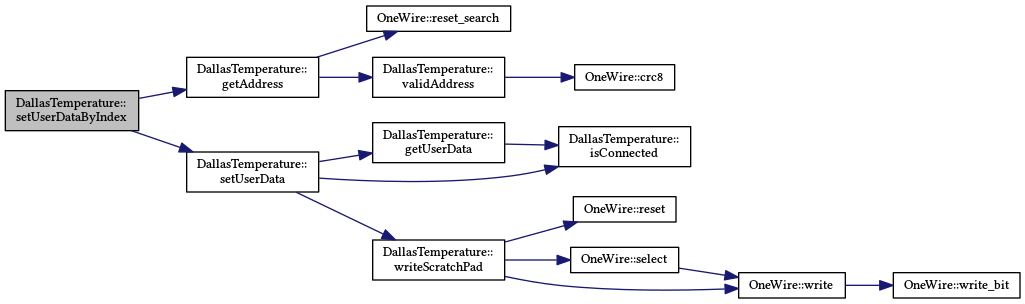 DallasTemperature::
setUserDataByIndex
DallasTemperature::
getAddress
OneWire::reset_search
DallasTemperature::
validAddress
OneWire::crc8
DallasTemperature::
setUserData
DallasTemperature::
getUserData
DallasTemperature::
isConnected
DallasTemperature::
writeScratchPad
OneWire::reset
OneWire::select
OneWire::write
OneWire::write_bit